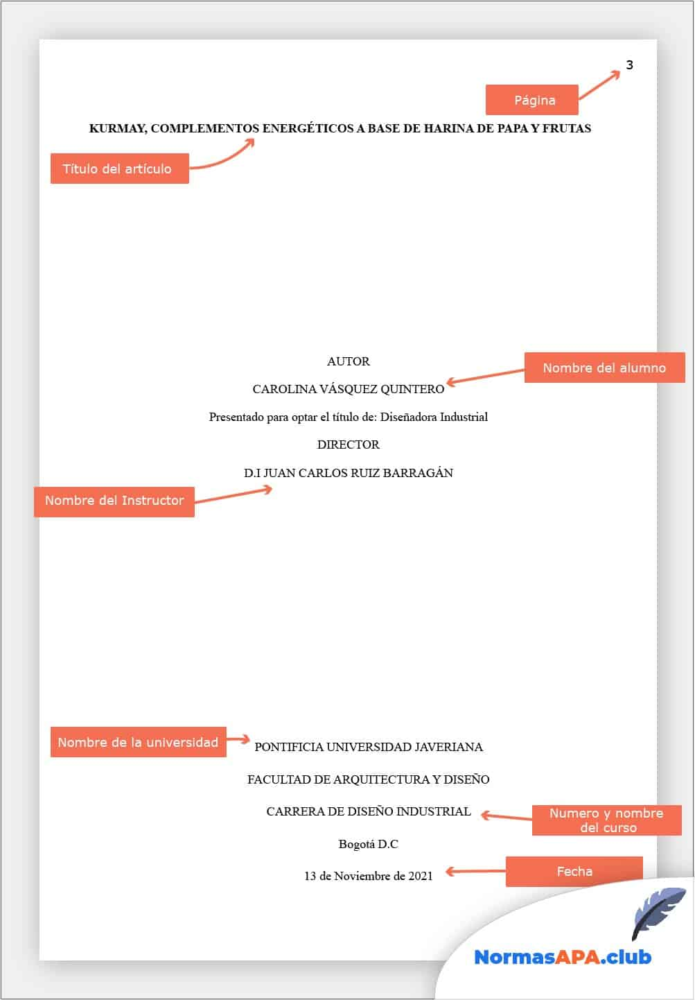 3
Página
KURMAY, COMPLEMENTOS ENERGÉTICOS A BASE DE HARINA DE PAPA Y FRUTAS
Título del artículo
AUTOR
Nombre del alumno
CAROLINA VÁSQUEZ QUINTERO
Presentado para optar el título de: Diseñadora Industrial
DIRECTOR
D.I JUAN CARLOS RUIZ BARRAGÁN
Nombre del Instructor
Nombre de la universidad
PONTIFICIA UNIVERSIDAD JAVERIANA
FACULTAD DE ARQUITECTURA Y DISEÑO
CARRERA DE DISEÑO INDUSTRIAL
Numero y nombre
del curso
Bogotá D.C
13 de Noviembre de 2021
Fecha
NormasAPA.club